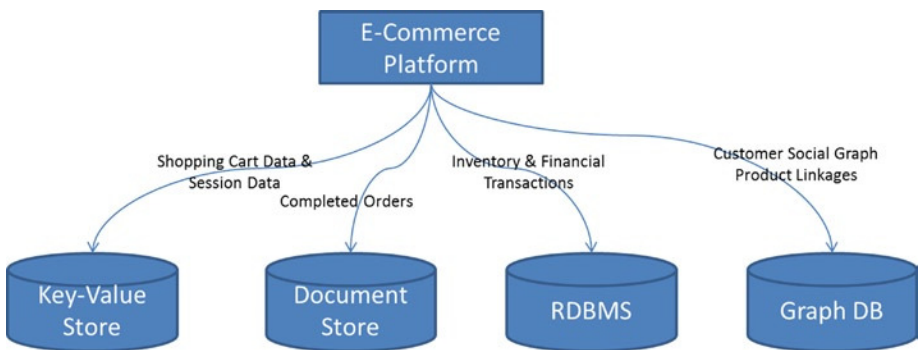 E-Commerce
Platform
Shopping Cart Data &
Session Data
Completed Orders
Inventory & Financial
Transactions
Customer Social Graph
Product Linkages
Key-Value
Store
Document
Store
RDBMS
Graph DB